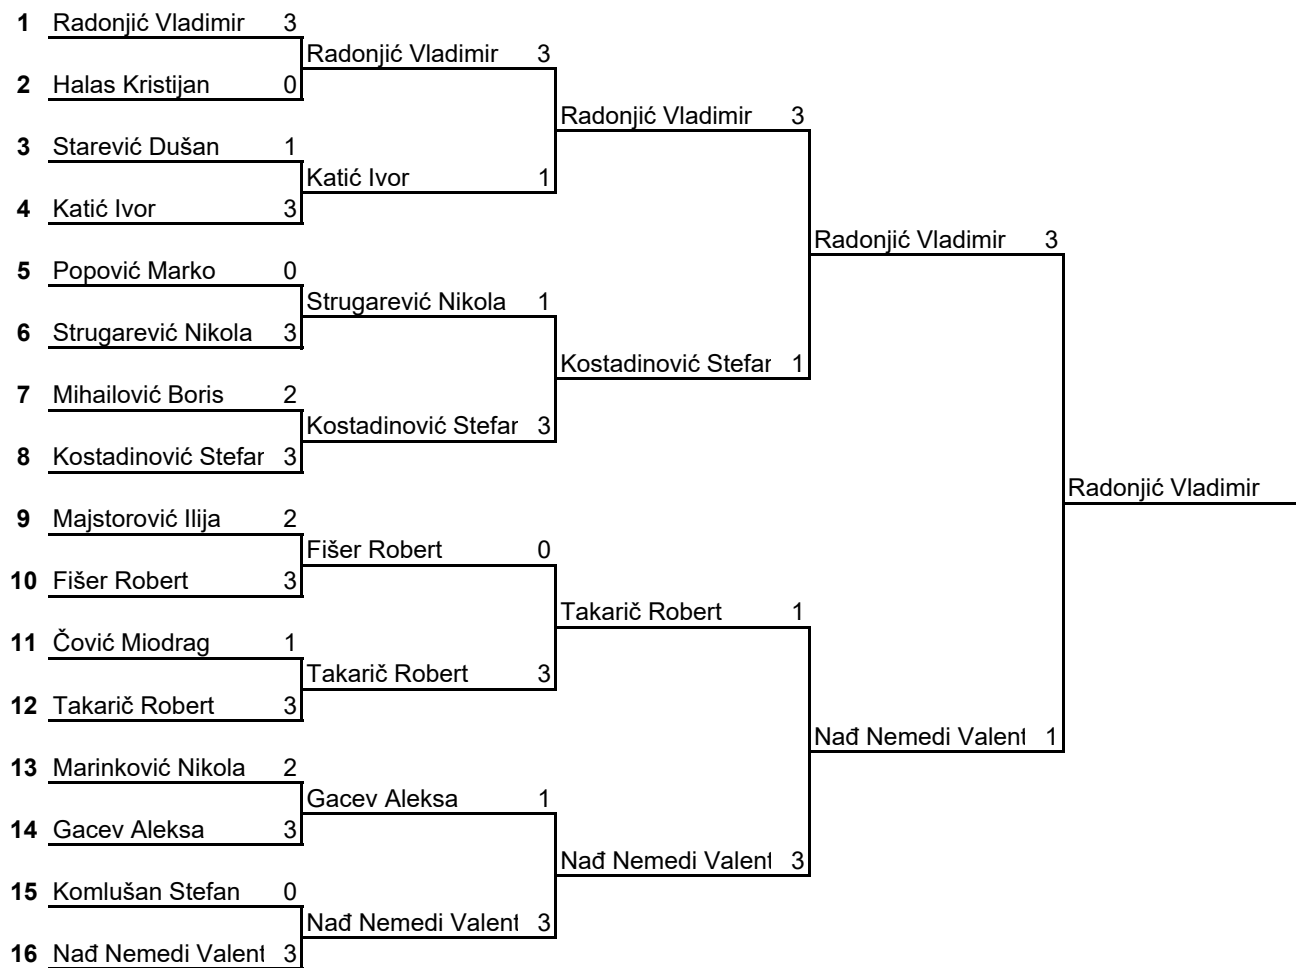 1 Radonjić Vladimir 3
Radonjić Vladimir 3
2 Halas Kristijan 0
Radonjić Vladimir 3
3 Starević Dušan 1
Katić Ivor 1
4 Katić Ivor 3
Radonjić Vladimir 3
5 Popović Marko 0
Strugarević Nikola 1
6 Strugarević Nikola 3
Kostadinović Stefar 1
7 Mihailović Boris 2
Kostadinović Stefar 3
8 Kostadinović Stefar 3
Radonjić Vladimir
9 Majstorović Ilija 2
Fišer Robert 0
10 Fišer Robert 3
Takarič Robert 1
11 Čović Miodrag 1
Takarič Robert 3
12 Takarič Robert 3
Nađ Nemedi Valent 1
13 Marinković Nikola 2
Gacev Aleksa 1
14 Gacev Aleksa 3
Nađ Nemedi Valent 3
15 Komlušan Stefan 0
Nađ Nemedi Valent 3
16 Nađ Nemedi Valent 3